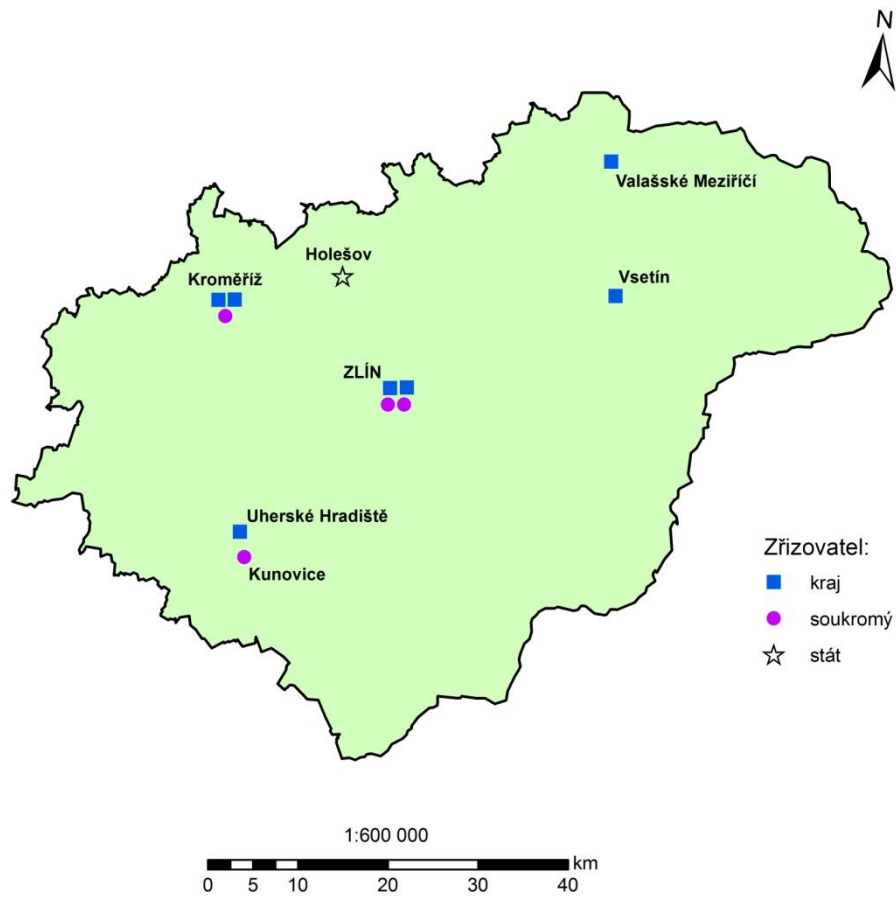 N
Valašské Meziříčí
Holešov
Kroměříž
Vsetín
ZLÍN
Uherské Hradiště
Kunovice
Zřizovatel:
kraj
soukromý
stát
1:600 000
km
0 5 10 20 30 40